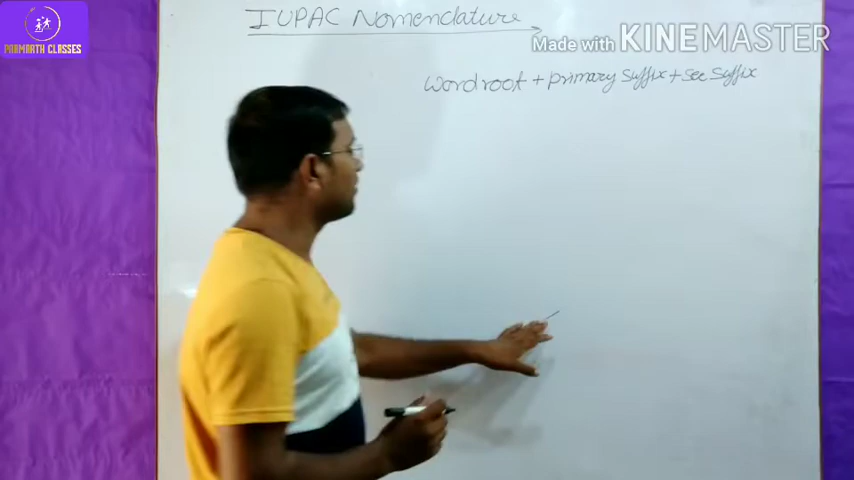 IUPAC Nomenclature
Made with KINEMASTER
PARMARTH CLASSES
wordroot + primary suffix + sec suffix